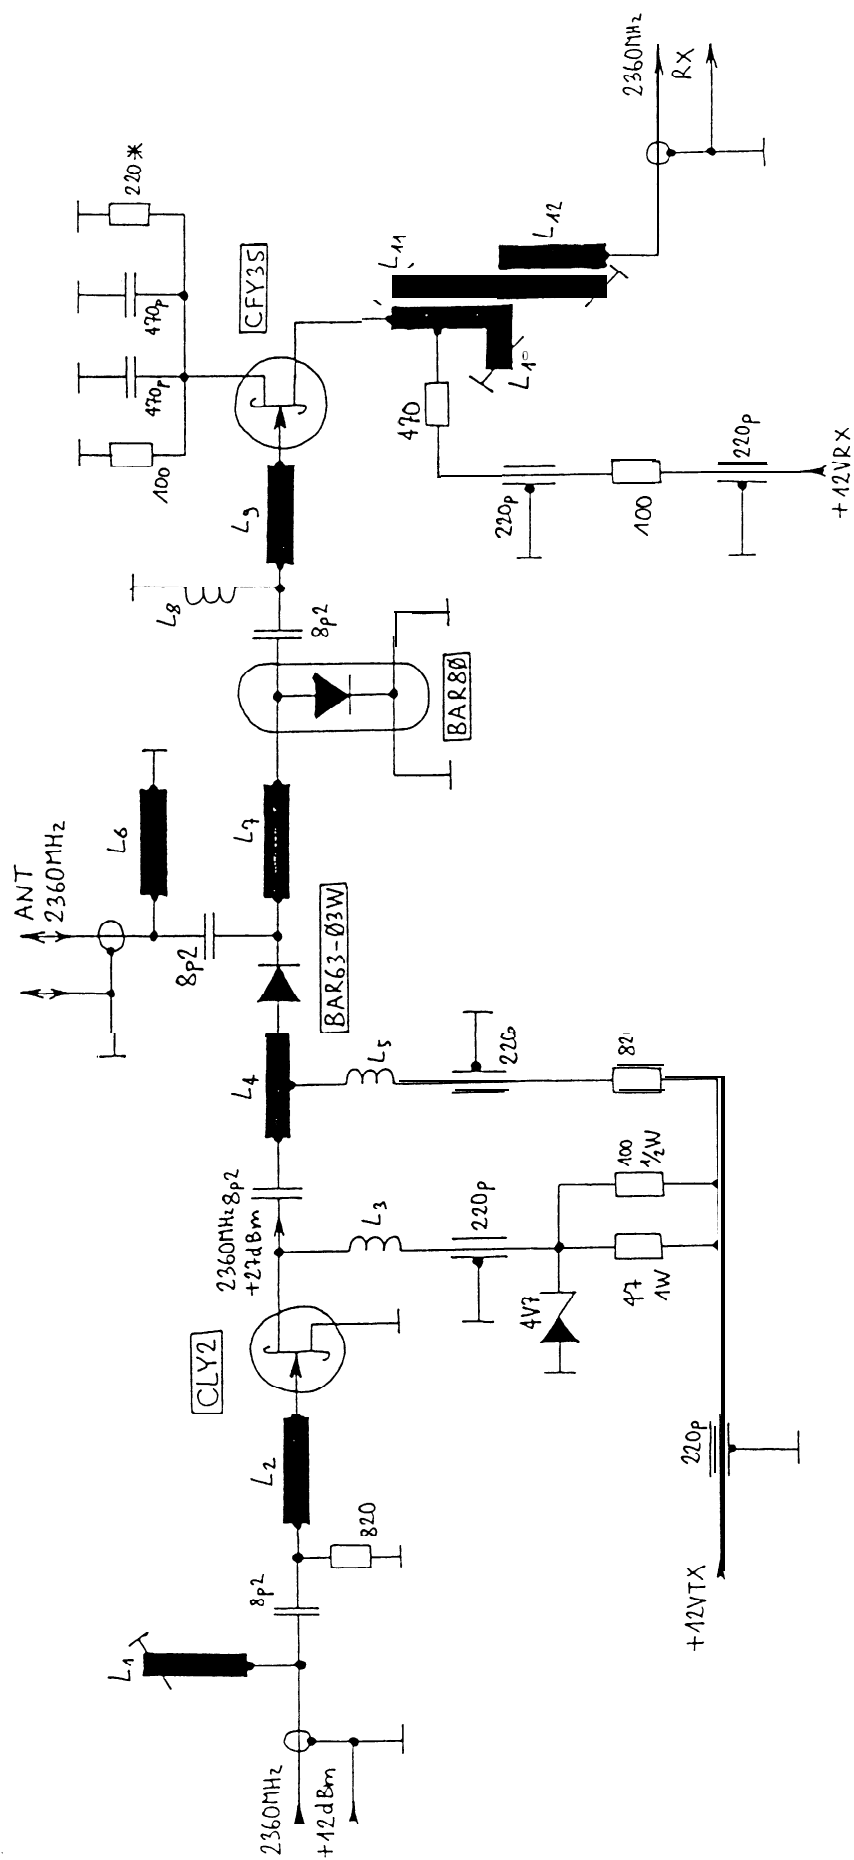 2360MHz
+12dBm
L1
8p2
820
L2
CLY2
2360MHz
+27dBm
8p2
L3
220p
4V7
47
1W
100
1/2W
220p
+12VTX
L4
L5
82
BAR63-03W
ANT
2360MHz
8p2
L6
L7
BAR80
8p2
L8
L9
100
470p
470p
220*
CFY35
L11
L12
470
220p
100
220p
+12VRX
2360MHz
RX